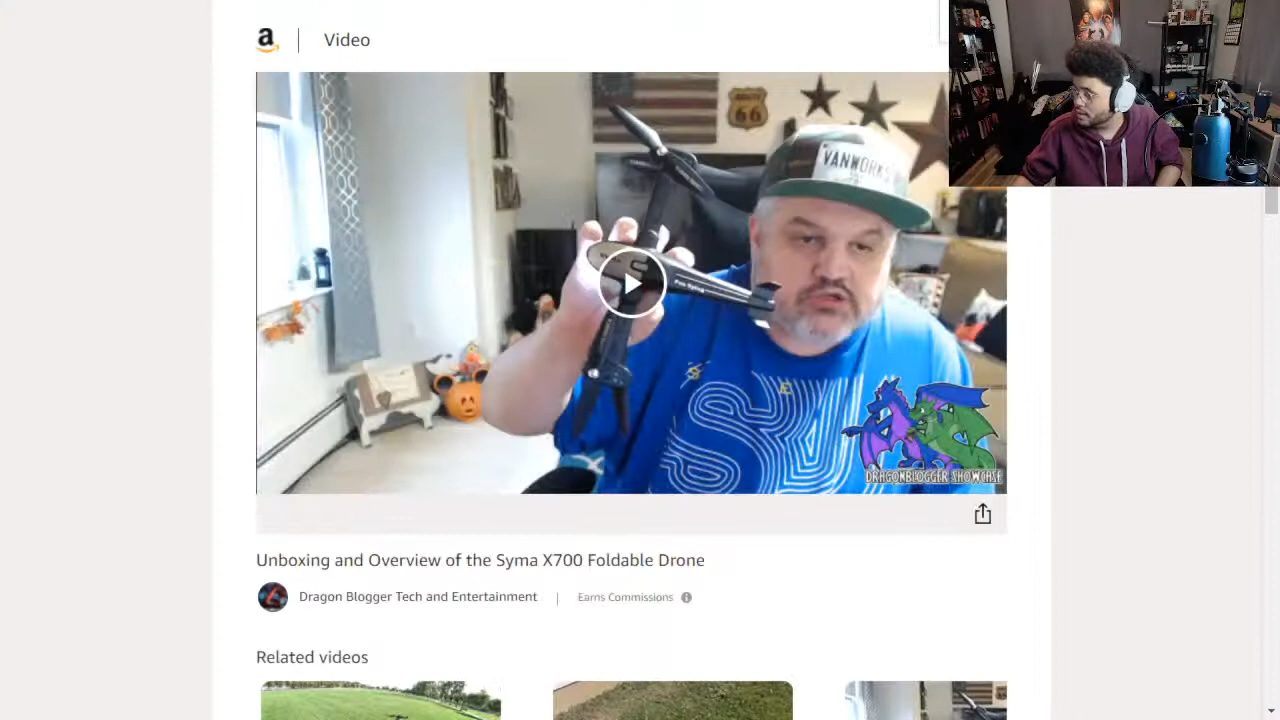 a | Video
ROUTE
66
VANWORKS
DRAGONBLOGGER SHOWCASE
Unboxing and Overview of the Syma X700 Foldable Drone
Dragon Blogger Tech and Entertainment | Earns Commissions
Related videos